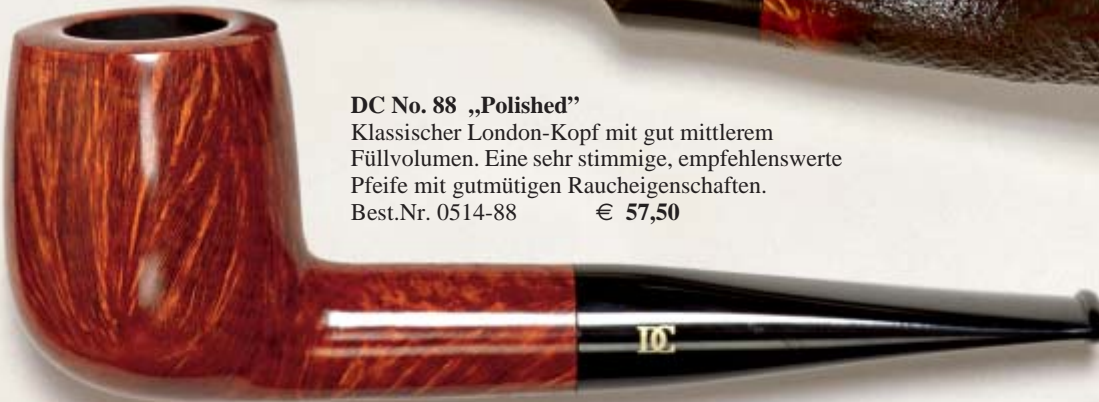 DC No. 88 „Polished”
Klassischer London-Kopf mit gut mittlerem
Füllvolumen. Eine sehr stimmige, empfehlenswerte
Pfeife mit gutmütigen Raucheigenschaften.
Best.Nr. 0514-88 € 57,50
DC